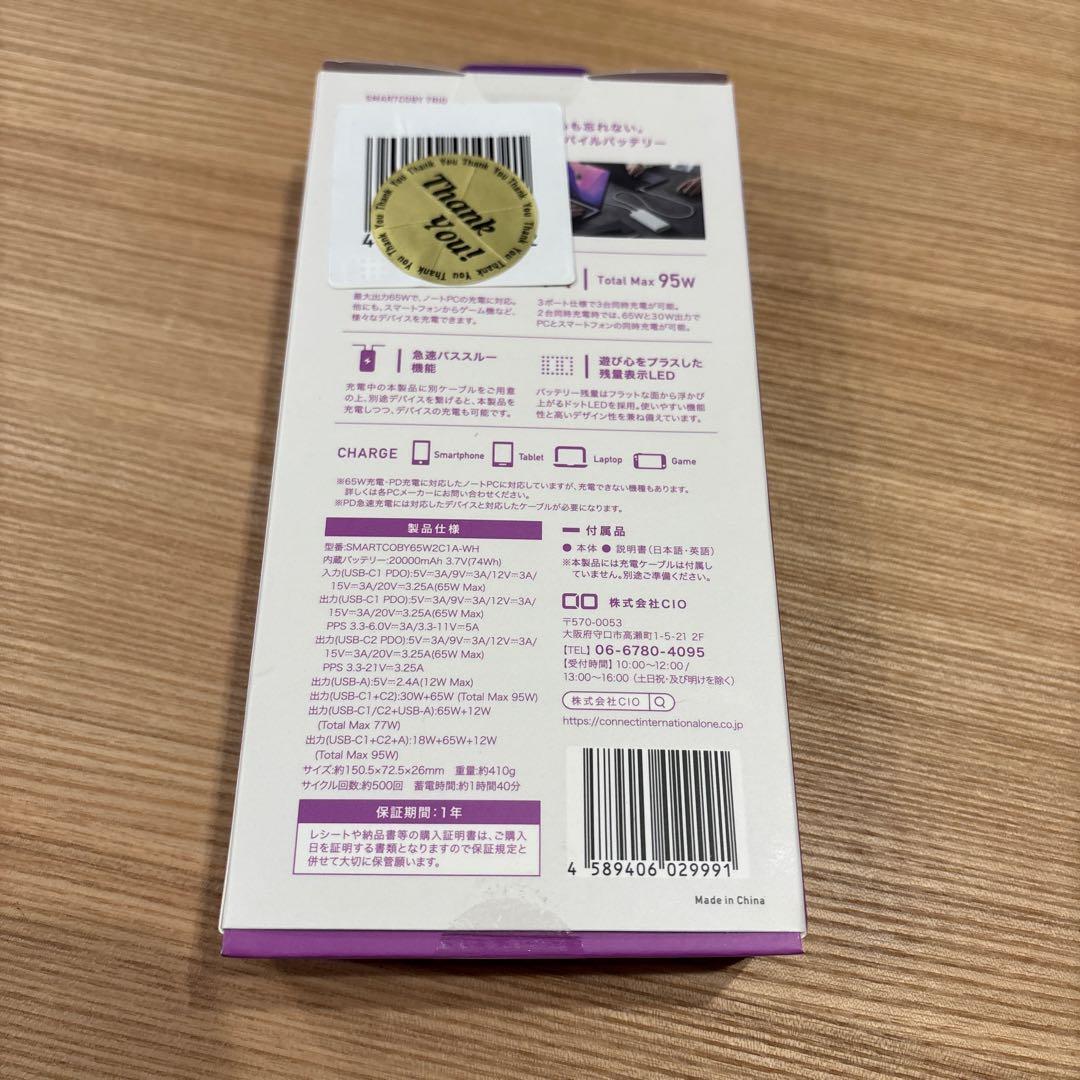 SMARTCOBY TRIO
も忘れない。
バイルバッテリー
Thank You Thank You Thank You Thank You Thank You Thank You
Thank
you!
4
Total Max 95W
最大出力65Wで、ノートPCの充電に対応。
他にも、スマートフォンからゲーム機など、
様々なデバイスを充電できます。
3ポート仕様で3台同時充電が可能。
2台同時充電時では、65Wと30W出力で
PCとスマートフォンの同時充電が可能。
急速パススルー
機能
充電中の本製品に別ケーブルをご用意
の上、別途デバイスを繋げると、本製品を
充電しつつ、デバイスの充電も可能です。
遊び心をプラスした
残量表示LED
バッテリー残量はフラットな面から浮かび
上がるドットLEDを採用。使いやすい機能
性と高いデザイン性を兼ね備えています。
CHARGE Smartphone Tablet Laptop Game
※65W充電・PD充電に対応したノートPCに対応していますが、充電できない機種もあります。
詳しくは各PCメーカーにお問い合わせください。
※PD急速充電には対応したデバイスと対応したケーブルが必要になります。
製品仕様
型番:SMARTCOBY65W2C1A-WH
内蔵バッテリー:20000mAh 3.7V(74Wh)
入力(USB-C1 PDO):5V⎓3A/9V⎓3A/12V⎓3A/
15V⎓3A/20V⎓3.25A(65W Max)
出力(USB-C1 PDO):5V⎓3A/9V⎓3A/12V⎓3A/
15V⎓3A/20V⎓3.25A(65W Max)
PPS 3.3-6.0V⎓3A/3.3-11V⎓5A
出力(USB-C2 PDO):5V⎓3A/9V⎓3A/12V⎓3A/
15V⎓3A/20V⎓3.25A(65W Max)
PPS 3.3-21V⎓3.25A
出力(USB-A):5V⎓2.4A(12W Max)
出力(USB-C1+C2):30W+65W (Total Max 95W)
出力(USB-C1/C2+USB-A):65W+12W
(Total Max 77W)
出力(USB-C1+C2+A):18W+65W+12W
(Total Max 95W)
サイズ:約150.5×72.5×26mm 重量:約410g
サイクル回数:約500回 蓄電時間:約1時間40分
保証期間:1年
レシートや納品書等の購入証明書は、ご購入
日を証明する書類となりますので保証規定と
併せて大切に保管願います。
付属品
● 本体 ● 説明書(日本語・英語)
※本製品には充電ケーブルは付属し
ていません。別途ご準備ください。
CIO 株式会社CIO
〒570-0053
大阪府守口市高瀬町1-5-21 2F
【TEL】 06-6780-4095
【受付時間】 10:00〜12:00/
13:00〜16:00 (土日祝・及び明けを除く)
株式会社CIO
https://connectinternationalone.co.jp
4 589406 029991
Made in China